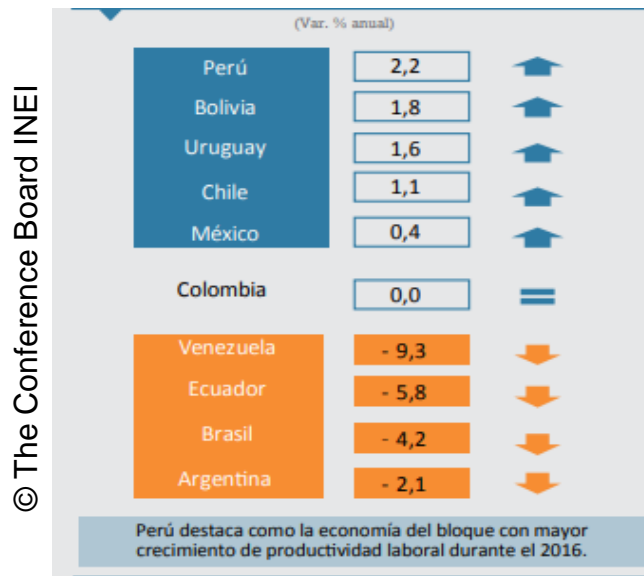 (Var. % anual)
Perú 2,2
Bolivia 1,8
Uruguay 1,6
Chile 1,1
México 0,4
Colombia 0,0
Venezuela - 9,3
Ecuador - 5,8
Brasil - 4,2
Argentina - 2,1
Perú destaca como la economía del bloque con mayor
crecimiento de productividad laboral durante el 2016.
© The Conference Board INEI